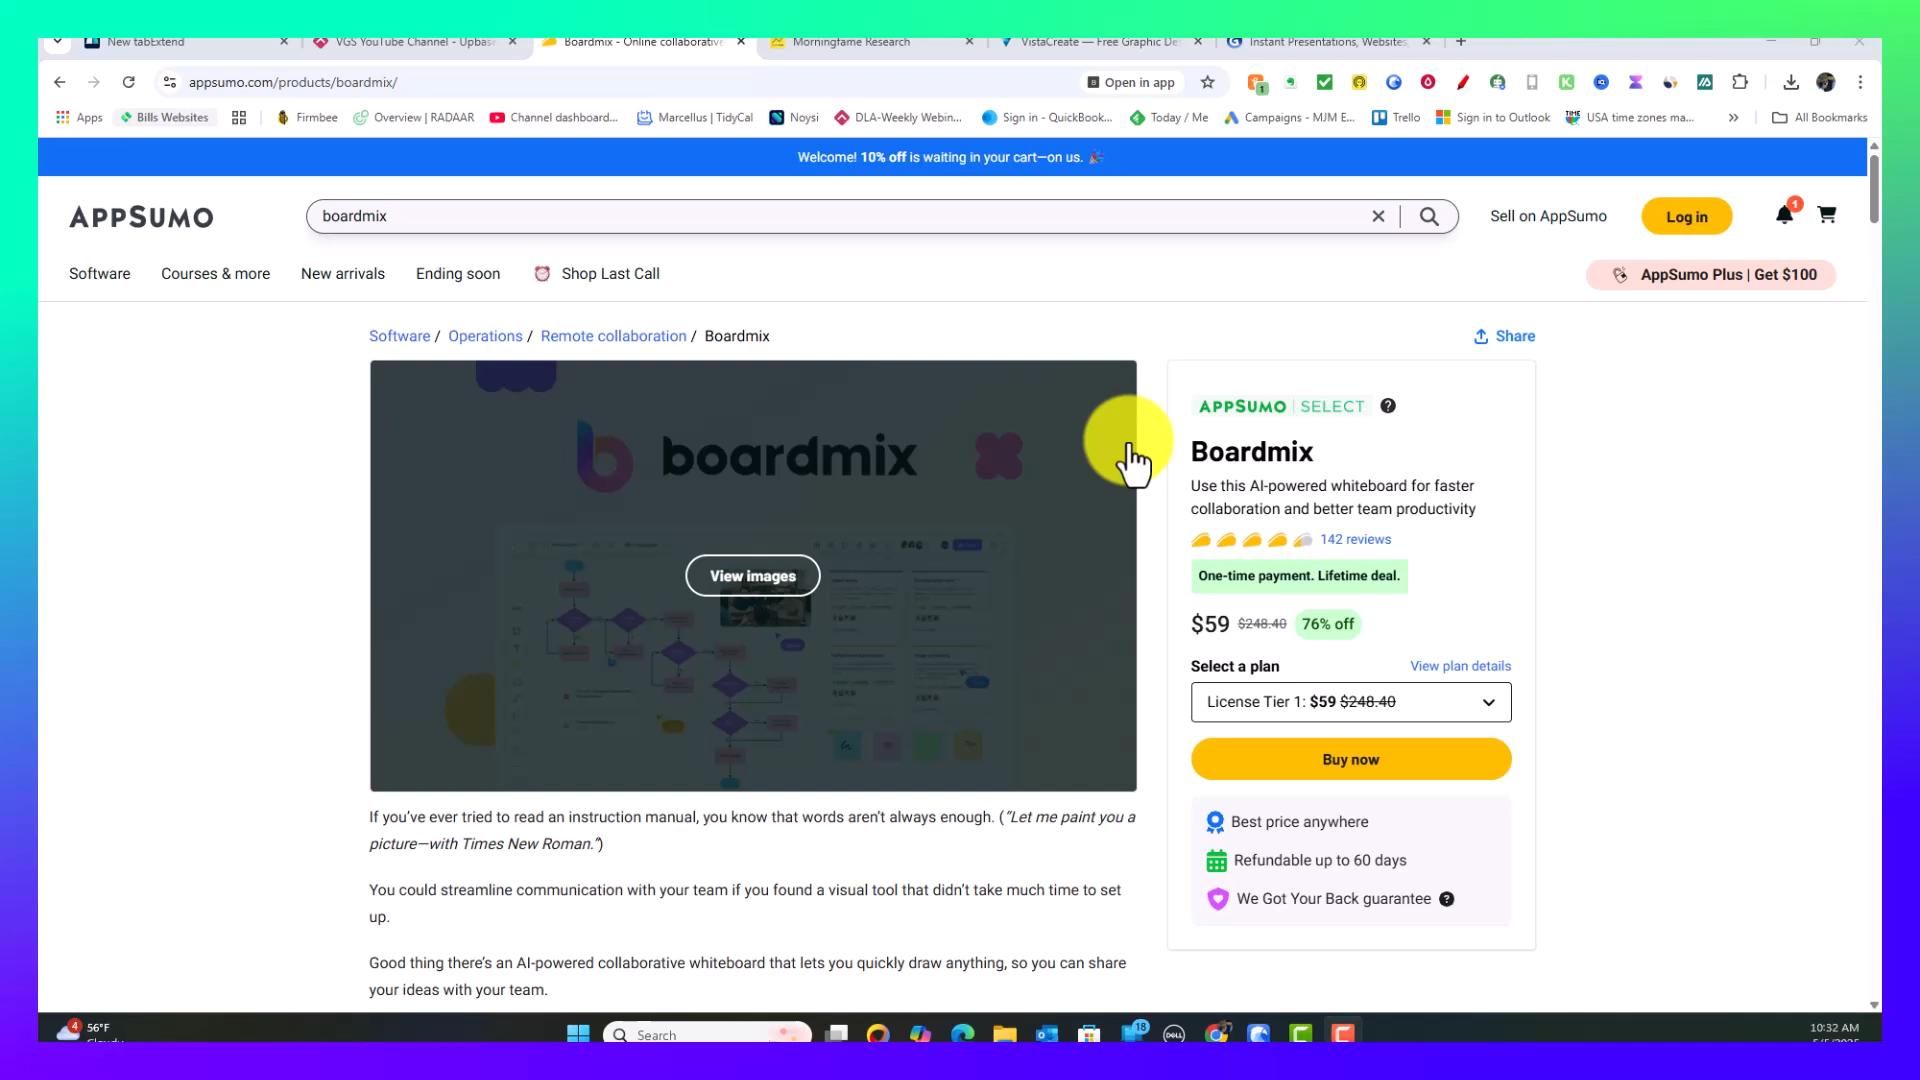 New tabExtend
VGS YouTube Channel - Upbase
Boardmix - Online collaborative
Morningfame Research
VistaCreate — Free Graphic De
Instant Presentations, Websites,
appsumo.com/products/boardmix/
Open in app
1
Apps
Bills Websites
Firmbee
Overview | RADAAR
Channel dashboard...
Marcellus | TidyCal
Noysi
DLA-Weekly Webin...
Sign in - QuickBook...
Today / Me
Campaigns - MJM E...
Trello
Sign in to Outlook
USA time zones ma...
All Bookmarks
Welcome! 10% off is waiting in your cart—on us. 🎉
APPSUMO
boardmix
Sell on AppSumo
Log in
1
Software
Courses & more
New arrivals
Ending soon
Shop Last Call
AppSumo Plus | Get $100
Software / Operations / Remote collaboration / Boardmix
Share
boardmix
View images
APPSUMO | SELECT
Boardmix
Use this AI-powered whiteboard for faster
collaboration and better team productivity
142 reviews
One-time payment. Lifetime deal.
$59 $248.40 76% off
Select a plan
View plan details
License Tier 1: $59 $248.40
Buy now
Best price anywhere
Refundable up to 60 days
We Got Your Back guarantee
If you've ever tried to read an instruction manual, you know that words aren't always enough. ("Let me paint you a
picture—with Times New Roman.")
You could streamline communication with your team if you found a visual tool that didn't take much time to set
up.
Good thing there's an AI-powered collaborative whiteboard that lets you quickly draw anything, so you can share
your ideas with your team.
4
56°F
Cloudy
Search
18
DELL
10:32 AM